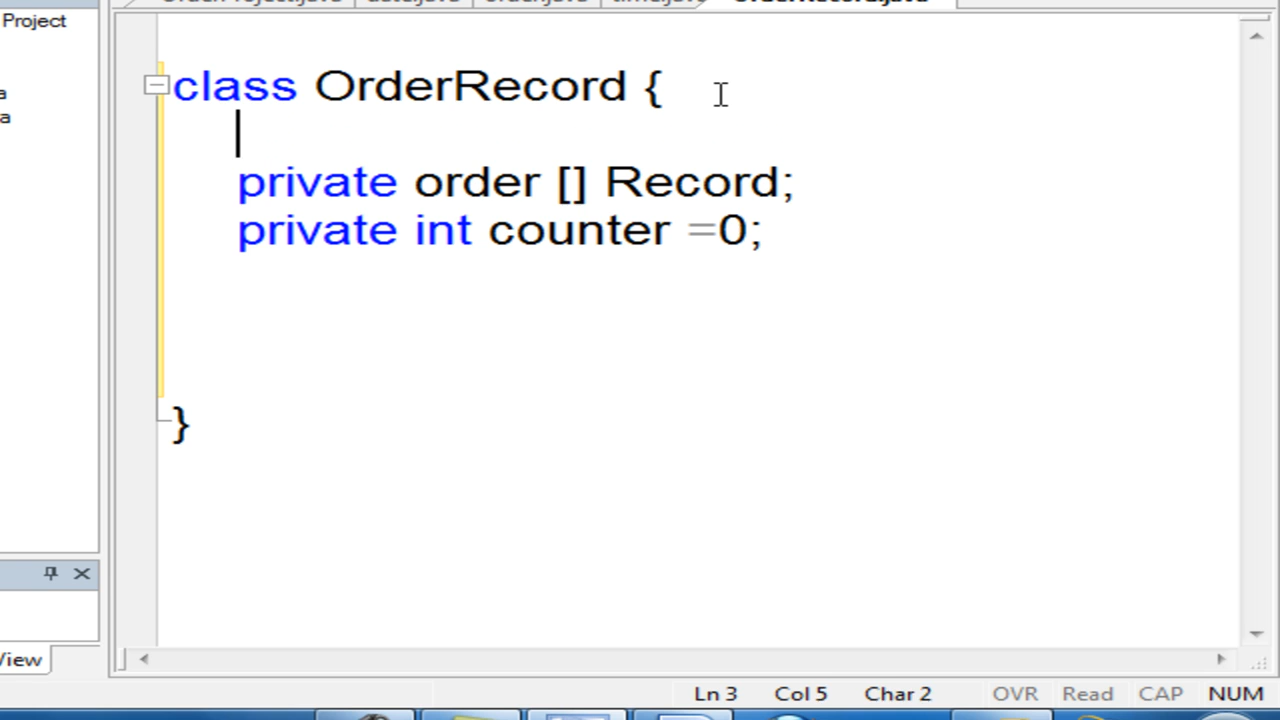 Project
class OrderRecord {
private order [] Record;
private int counter =0;
}
View
Ln 3 Col 5 Char 2 OVR Read CAP NUM